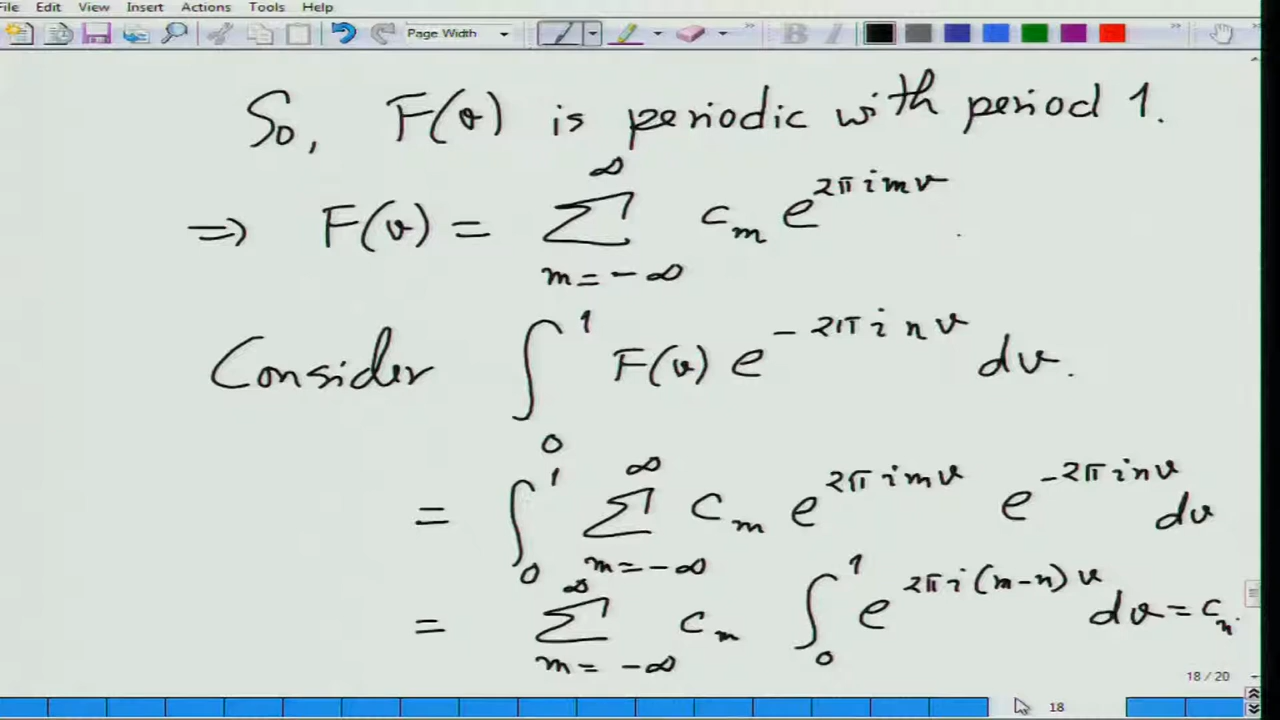 File Edit View Insert Actions Tools Help
Page Width
So, F(v) is periodic with period 1.
⇒ F(v) = ∑_{m=-∞}^{∞} c_m e^{2πimv}
Consider ∫_0^1 F(v) e^{-2πinv} dv.
= ∫_0^1 ∑_{m=-∞}^{∞} c_m e^{2πimv} e^{-2πinv} dv
= ∑_{m=-∞}^{∞} c_m ∫_0^1 e^{2πi(m-n)v} dv = c_n.
18 / 20
18